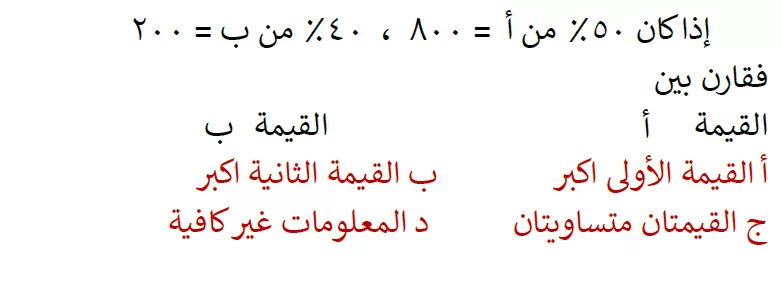 إذا كان ٥٠٪ من أ = ٨٠٠ ، ٤٠٪ من ب = ٢٠٠
فقارن بين
القيمة أ القيمة ب
أ القيمة الأولى اكبر ب القيمة الثانية اكبر
ج القيمتان متساويتان د المعلومات غير كافية